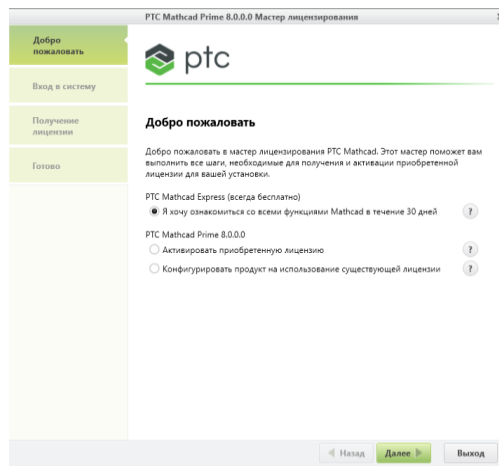 PTC Mathcad Prime 8.0.0.0 Мастер лицензирования
Добро
пожаловать
Вход в систему
Получение
лицензии
Готово
ptc
Добро пожаловать
Добро пожаловать в мастер лицензирования PTC Mathcad. Этот мастер поможет вам
выполнить все шаги, необходимые для получения и активации приобретенной
лицензии для вашей установки.
PTC Mathcad Express (всегда бесплатно)
Я хочу ознакомиться со всеми функциями Mathcad в течение 30 дней ?
PTC Mathcad Prime 8.0.0.0
Активировать приобретенную лицензию ?
Конфигурировать продукт на использование существующей лицензии ?
Назад Далее Выход